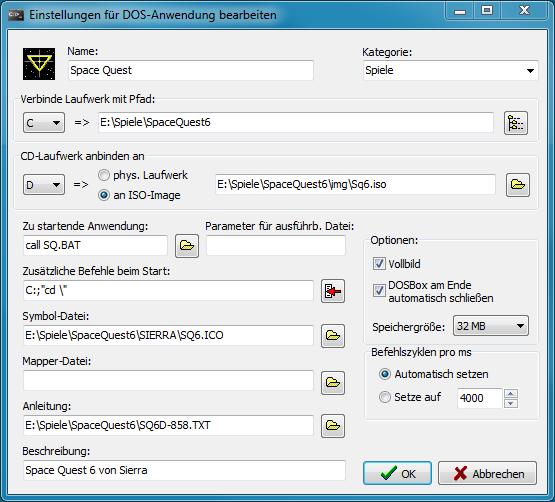 Einstellungen für DOS-Anwendung bearbeiten
Name:
Kategorie:
Space Quest
Spiele
Verbinde Laufwerk mit Pfad:
C => E:\Spiele\SpaceQuest6
CD-Laufwerk anbinden an
D => phys. Laufwerk
an ISO-Image
E:\Spiele\SpaceQuest6\img\Sq6.iso
Zu startende Anwendung:
Parameter für ausführb. Datei:
call SQ.BAT
Zusätzliche Befehle beim Start:
C:;"cd \"
Symbol-Datei:
E:\Spiele\SpaceQuest6\SIERRA\SQ6.ICO
Mapper-Datei:
Anleitung:
E:\Spiele\SpaceQuest6\SQ6D-858.TXT
Beschreibung:
Space Quest 6 von Sierra
Optionen:
Vollbild
DOSBox am Ende
automatisch schließen
Speichergröße: 32 MB
Befehlszyklen pro ms
Automatisch setzen
Setze auf 4000
OK
Abbrechen